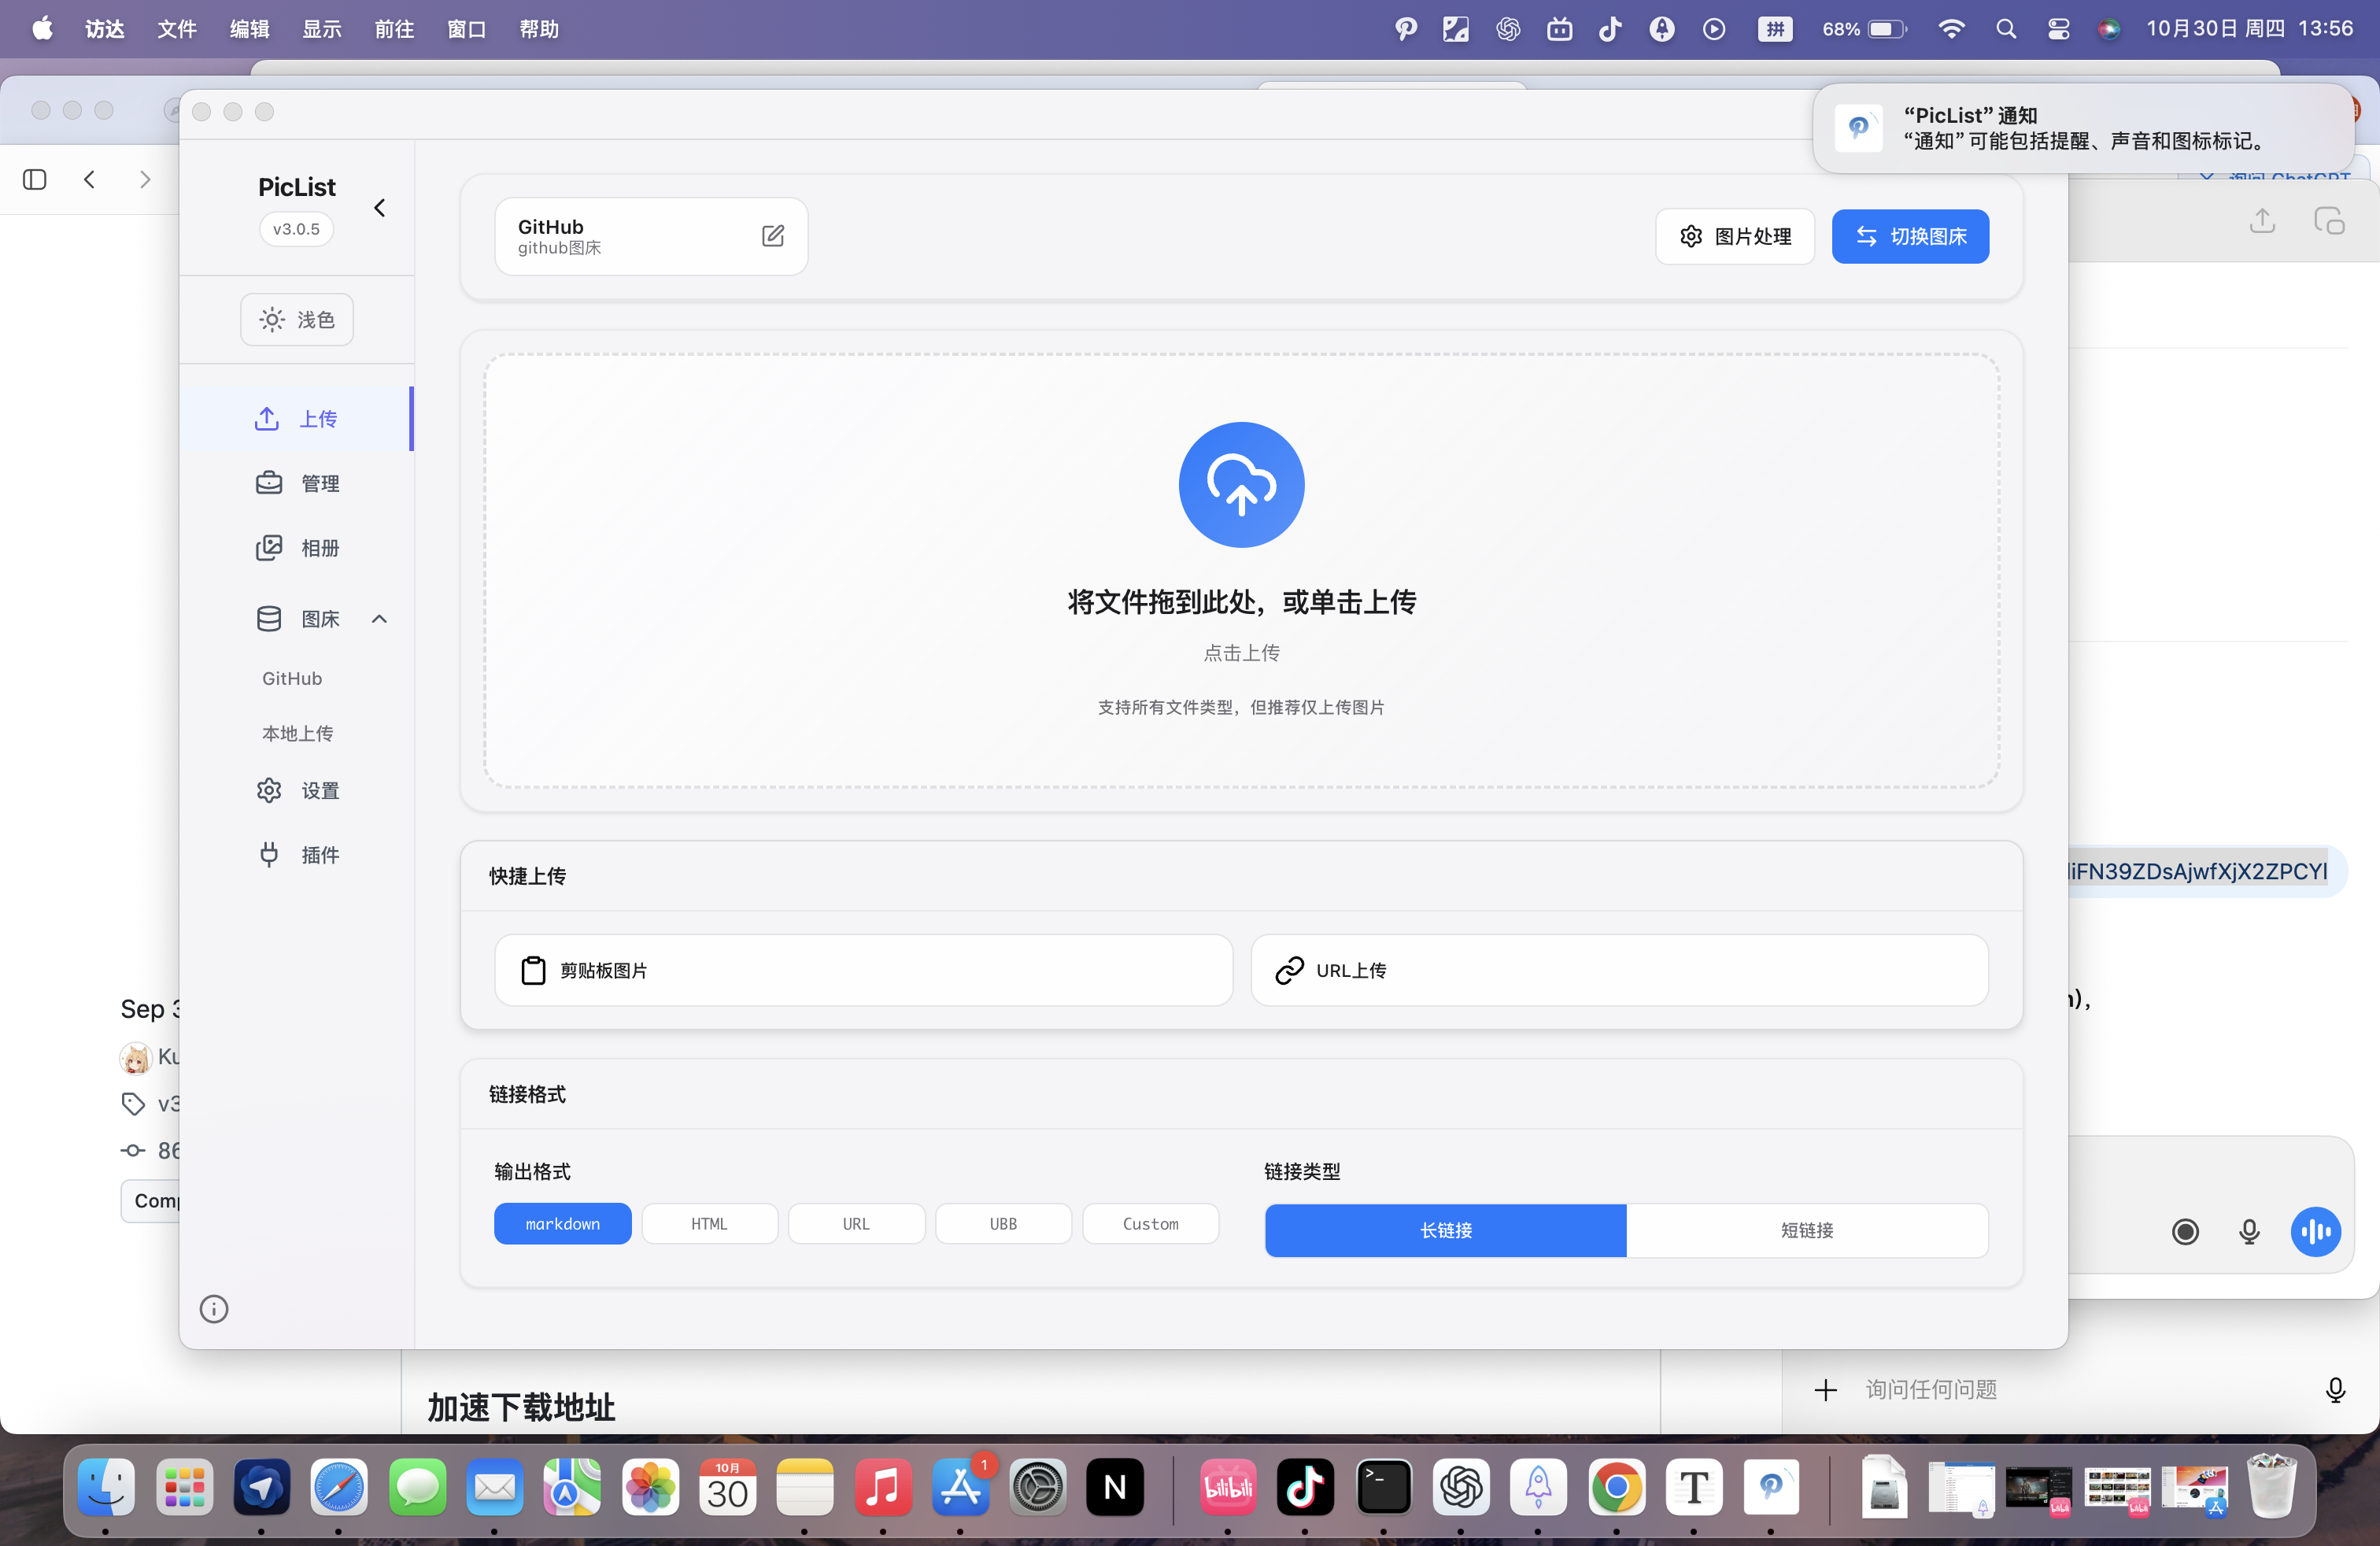 访达 文件 编辑 显示 前往 窗口 帮助
拼 68% 10月30日 周四 13:56
“PicList” 通知
“通知” 可能包括提醒、声音和图标标记。
PicList
v3.0.5
浅色
上传
管理
相册
图床
GitHub
本地上传
设置
插件
GitHub
github图床
图片处理
切换图床
将文件拖到此处，或单击上传
点击上传
支持所有文件类型，但推荐仅上传图片
快捷上传
剪贴板图片
URL上传
链接格式
输出格式
markdown HTML URL UBB Custom
链接类型
长链接 短链接
询问 ChatGPT
iFN39ZDsAjwfXjX2ZPCYl
),
Sep 3
Ku
v3
86
Comp
加速下载地址
询问任何问题
10月
30
1
N
bilibili
T